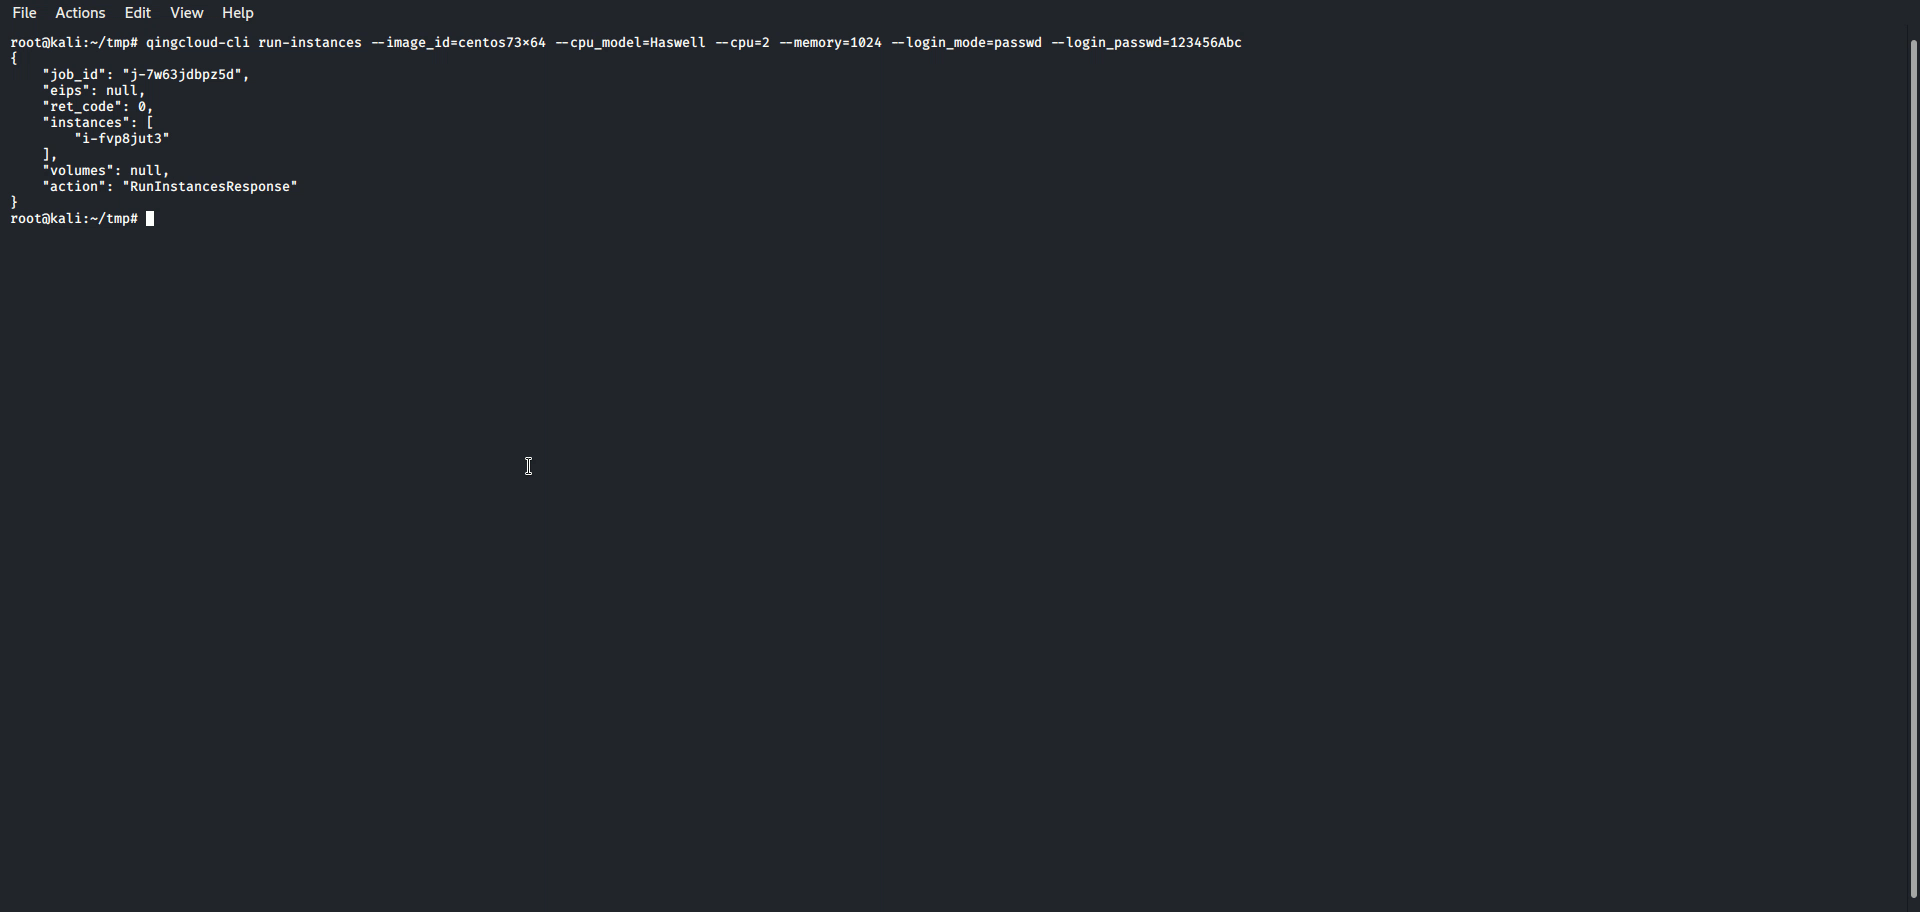 File Actions Edit View Help
root@kali:~/tmp# qingcloud-cli run-instances --image_id=centos73×64 --cpu_model=Haswell --cpu=2 --memory=1024 --login_mode=passwd --login_passwd=123456Abc
{
    "job_id": "j-7w63jdbpz5d",
    "eips": null,
    "ret_code": 0,
    "instances": [
        "i-fvp8jut3"
    ],
    "volumes": null,
    "action": "RunInstancesResponse"
}
root@kali:~/tmp#